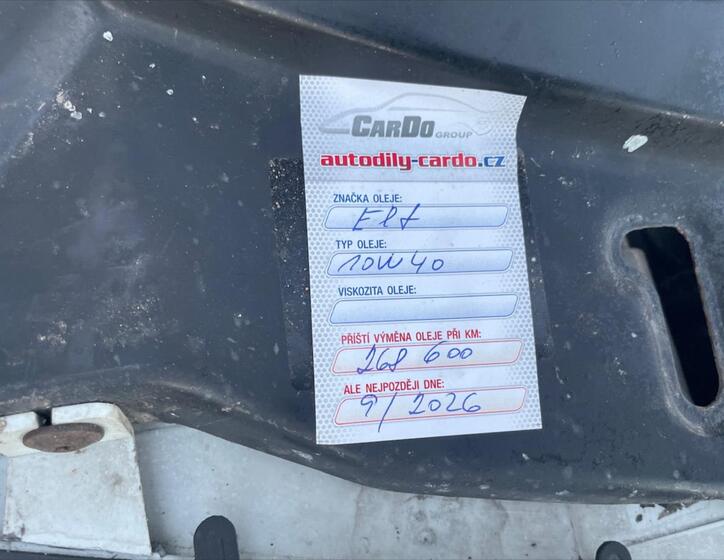 CARDO GROUP
autodily-cardo.cz
ZNAČKA OLEJE:
Elf
TYP OLEJE:
10W40
VISKOZITA OLEJE:
PŘÍŠTÍ VÝMĚNA OLEJE PŘI KM:
268 600
ALE NEJPOZDĚJI DNE:
9/2026